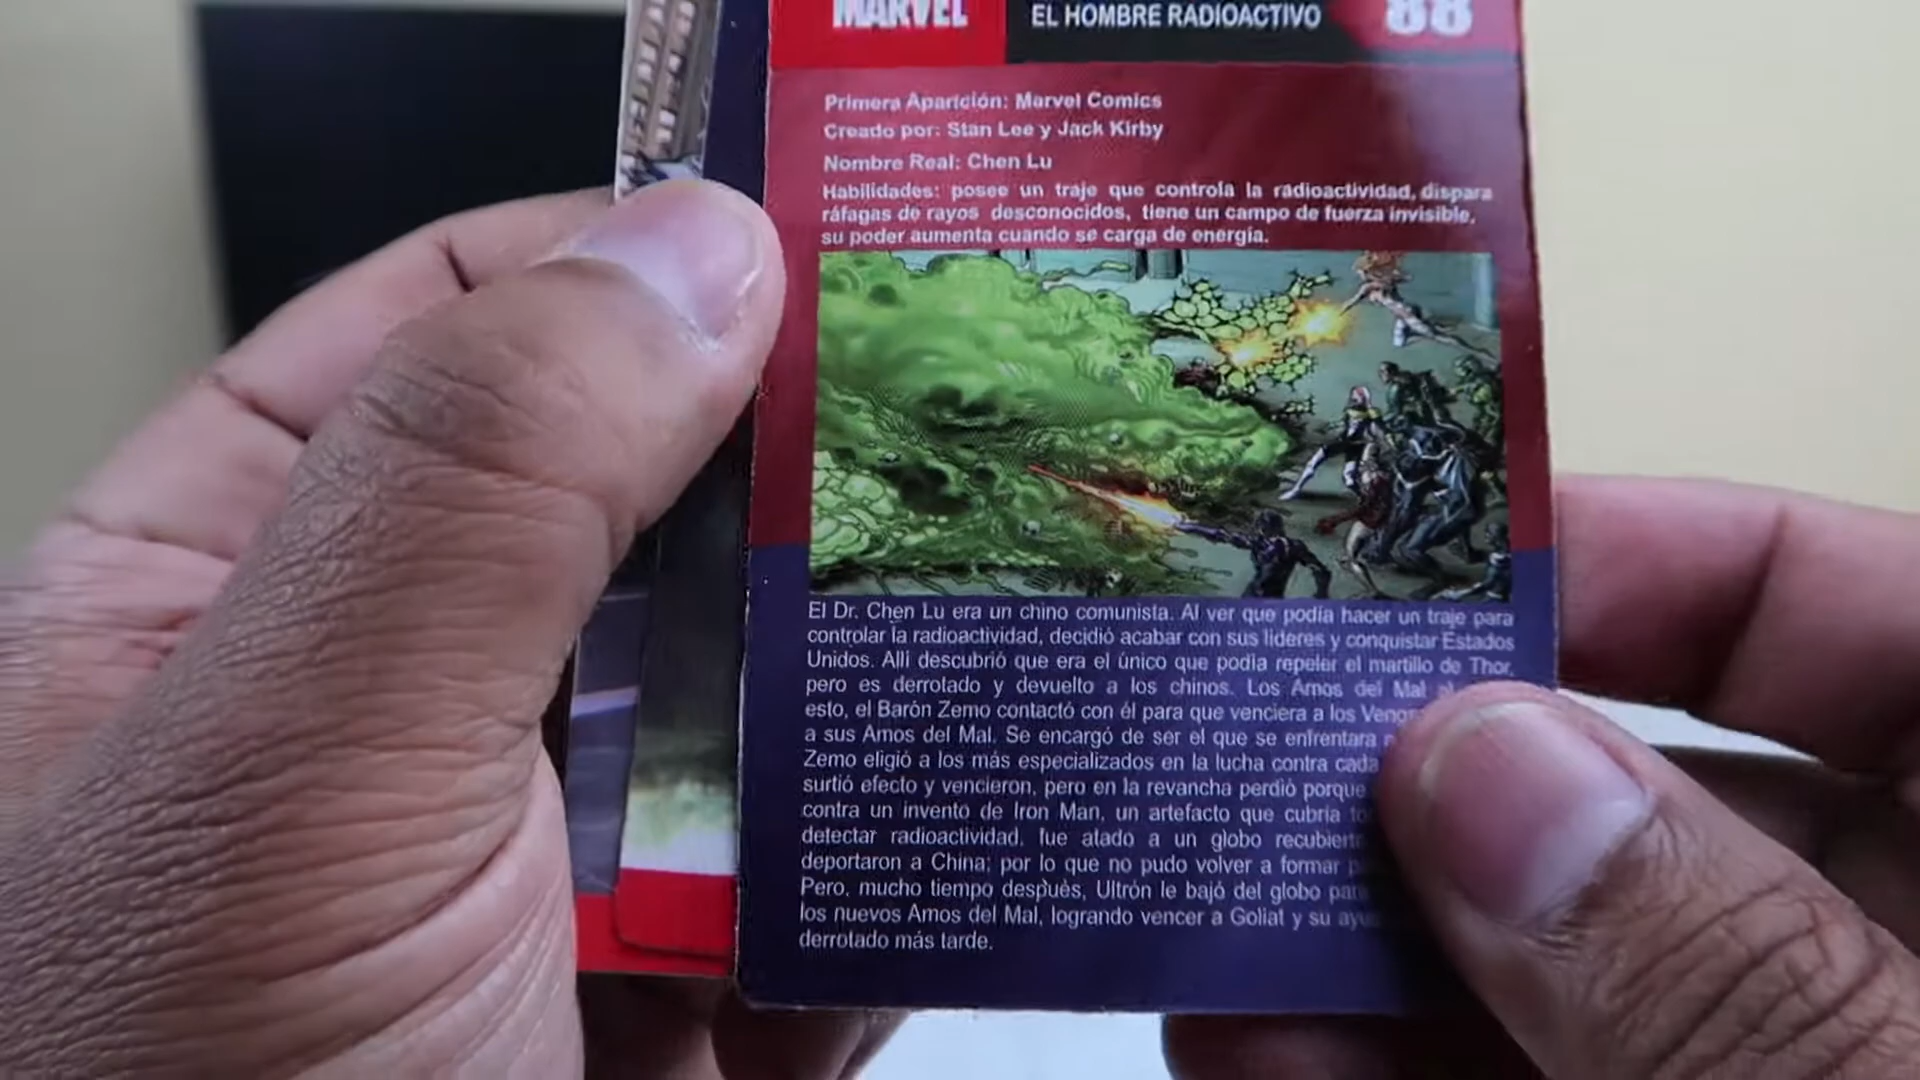 MARVEL
EL HOMBRE RADIOACTIVO
88
Primera Aparición: Marvel Comics
Creado por: Stan Lee y Jack Kirby
Nombre Real: Chen Lu
Habilidades: posee un traje que controla la radioactividad, dispara
ráfagas de rayos desconocidos, tiene un campo de fuerza invisible,
su poder aumenta cuando se carga de energía.
El Dr. Chen Lu era un chino comunista. Al ver que podía hacer un traje para
controlar la radioactividad, decidió acabar con sus lideres y conquistar Estados
Unidos. Allí descubrió que era el único que podía repeler el martillo de Thor,
pero es derrotado y devuelto a los chinos. Los Amos del Mal
esto, el Barón Zemo contactó con él para que venciera a los
a sus Amos del Mal. Se encargó de ser el que se enfrentara
Zemo eligió a los más especializados en la lucha contra cada
surtió efecto y vencieron, pero en la revancha perdió porque
contra un invento de Iron Man, un artefacto que cubría
detectar radioactividad, fue atado a un globo
deportaron a China; por lo que no pudo volver a formar
Pero, mucho tiempo después, Ultrón le bajó del globo
los nuevos Amos del Mal, logrando vencer a Goliat y su
derrotado más tarde.